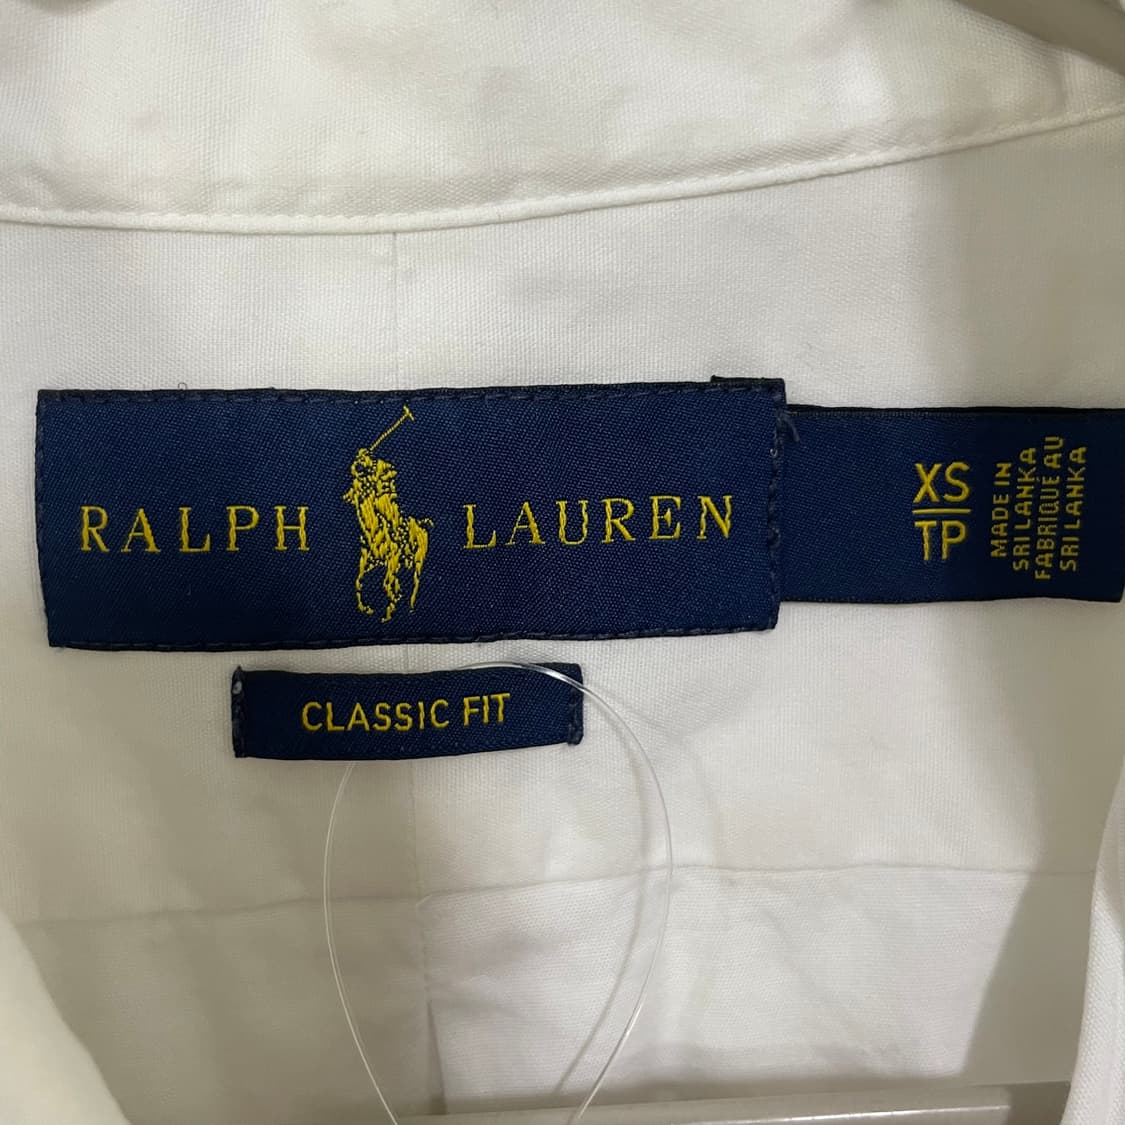 RALPH LAUREN
XS
TP
MADE IN
SRI LANKA
FABRIQUÉ AU
SRI LANKA
CLASSIC FIT